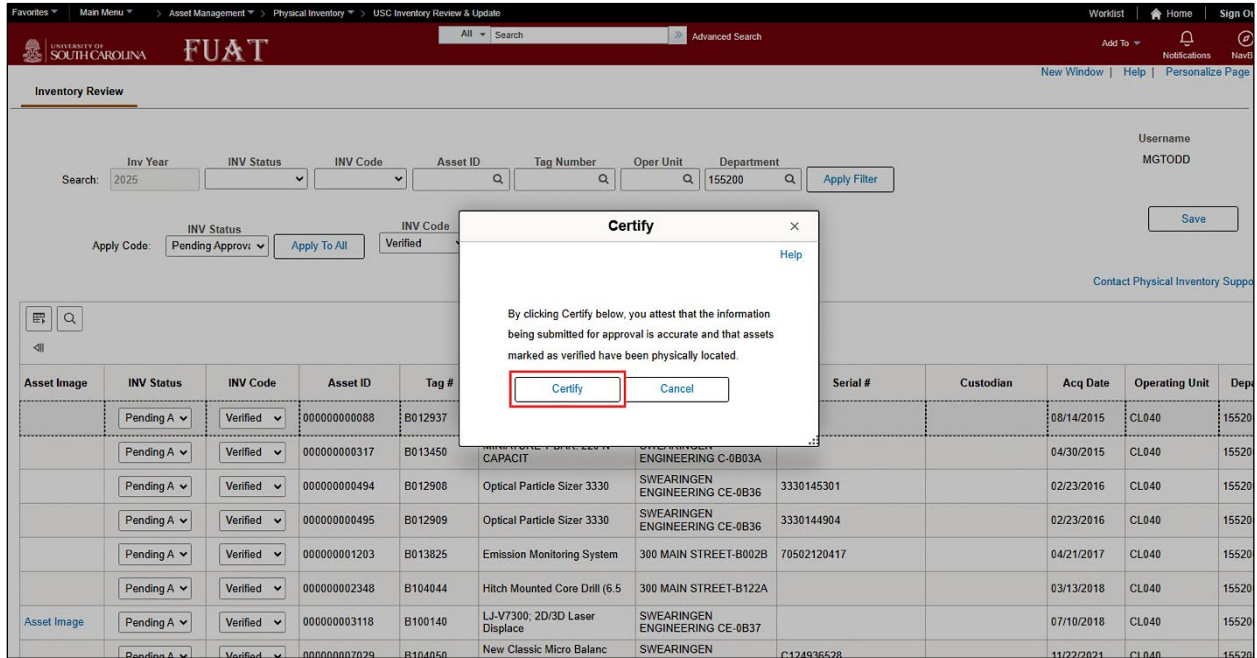 Favorites Main Menu > Asset Management > Physical Inventory > USC Inventory Review & Update Worklist Home Sign Ou
UNIVERSITY OF
SOUTH CAROLINA
FUAT
All Search Advanced Search
Add To Notifications NavB
New Window | Help | Personalize Page
Inventory Review
Username
MGTODD
Inv Year INV Status INV Code Asset ID Tag Number Oper Unit Department
Search: 2025 155200 Apply Filter
Save
INV Status INV Code
Apply Code: Pending Approva Apply To All Verified
Contact Physical Inventory Suppo
Certify
Help
By clicking Certify below, you attest that the information
being submitted for approval is accurate and that assets
marked as verified have been physically located.
Certify Cancel
Asset Image INV Status INV Code Asset ID Tag # Serial # Custodian Acq Date Operating Unit Depa
Pending A Verified 000000000088 B012937 08/14/2015 CL040 15520
Pending A Verified 000000000317 B013450 CAPACIT ENGINEERING C-0B03A 04/30/2015 CL040 15520
Pending A Verified 000000000494 B012908 Optical Particle Sizer 3330 SWEARINGEN ENGINEERING CE-0B36 3330145301 02/23/2016 CL040 15520
Pending A Verified 000000000495 B012909 Optical Particle Sizer 3330 SWEARINGEN ENGINEERING CE-0B36 3330144904 02/23/2016 CL040 15520
Pending A Verified 000000001203 B013825 Emission Monitoring System 300 MAIN STREET-B002B 70502120417 04/21/2017 CL040 15520
Pending A Verified 000000002348 B104044 Hitch Mounted Core Drill (6.5 300 MAIN STREET-B122A 03/13/2018 CL040 15520
Asset Image Pending A Verified 000000003118 B100140 LJ-V7300; 2D/3D Laser Displace SWEARINGEN ENGINEERING CE-0B37 07/10/2018 CL040 15520
Pending A Verified 000000007029 B104050 New Classic Micro Balanc SWEARINGEN C124936528 11/22/2021 CL040 15520